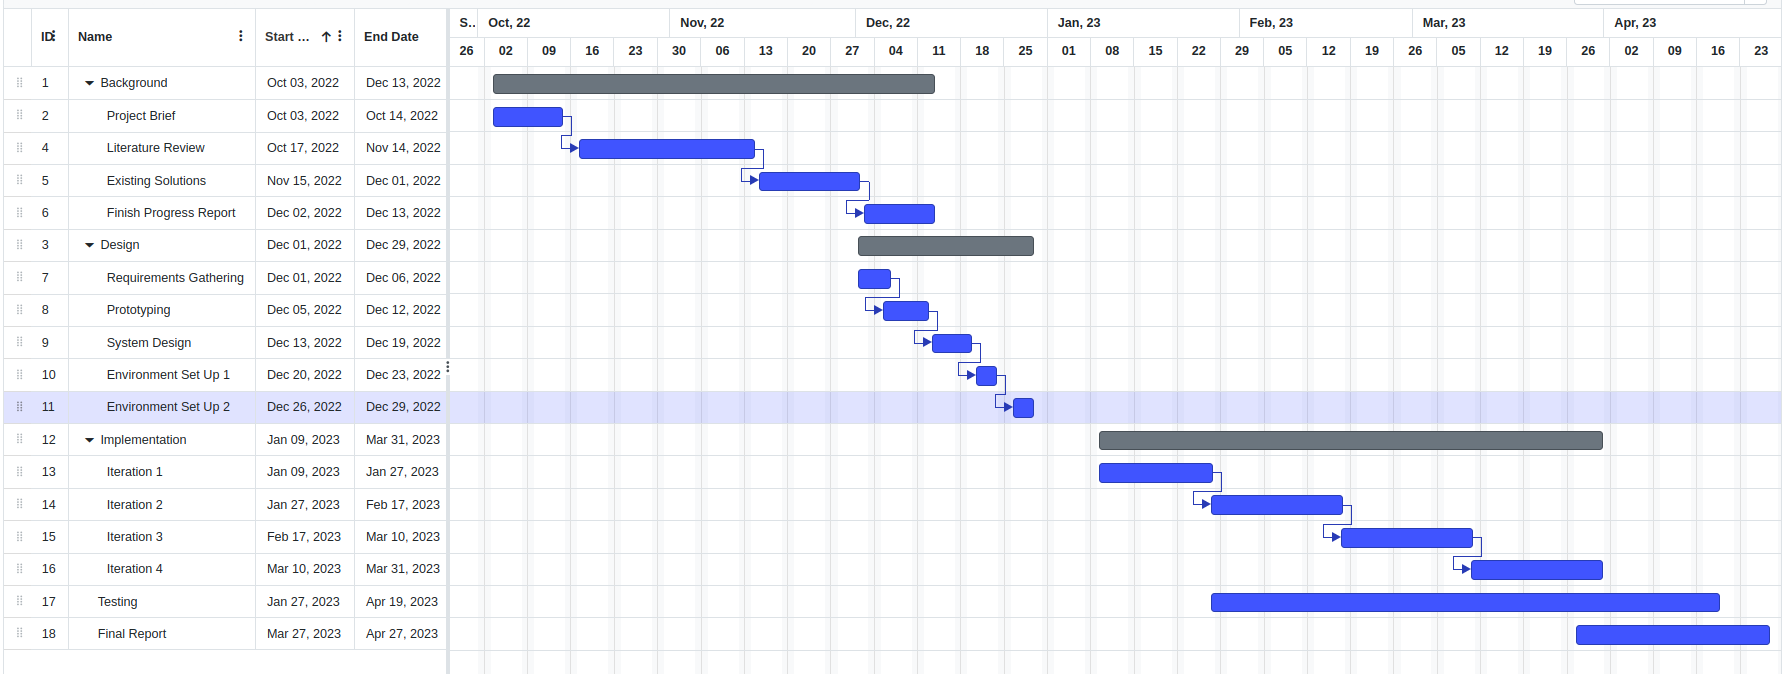 ID Name Start ... End Date
S... Oct, 22 Nov, 22 Dec, 22 Jan, 23 Feb, 23 Mar, 23 Apr, 23
26 02 09 16 23 30 06 13 20 27 04 11 18 25 01 08 15 22 29 05 12 19 26 05 12 19 26 02 09 16 23
1 Background Oct 03, 2022 Dec 13, 2022
2 Project Brief Oct 03, 2022 Oct 14, 2022
4 Literature Review Oct 17, 2022 Nov 14, 2022
5 Existing Solutions Nov 15, 2022 Dec 01, 2022
6 Finish Progress Report Dec 02, 2022 Dec 13, 2022
3 Design Dec 01, 2022 Dec 29, 2022
7 Requirements Gathering Dec 01, 2022 Dec 06, 2022
8 Prototyping Dec 05, 2022 Dec 12, 2022
9 System Design Dec 13, 2022 Dec 19, 2022
10 Environment Set Up 1 Dec 20, 2022 Dec 23, 2022
11 Environment Set Up 2 Dec 26, 2022 Dec 29, 2022
12 Implementation Jan 09, 2023 Mar 31, 2023
13 Iteration 1 Jan 09, 2023 Jan 27, 2023
14 Iteration 2 Jan 27, 2023 Feb 17, 2023
15 Iteration 3 Feb 17, 2023 Mar 10, 2023
16 Iteration 4 Mar 10, 2023 Mar 31, 2023
17 Testing Jan 27, 2023 Apr 19, 2023
18 Final Report Mar 27, 2023 Apr 27, 2023